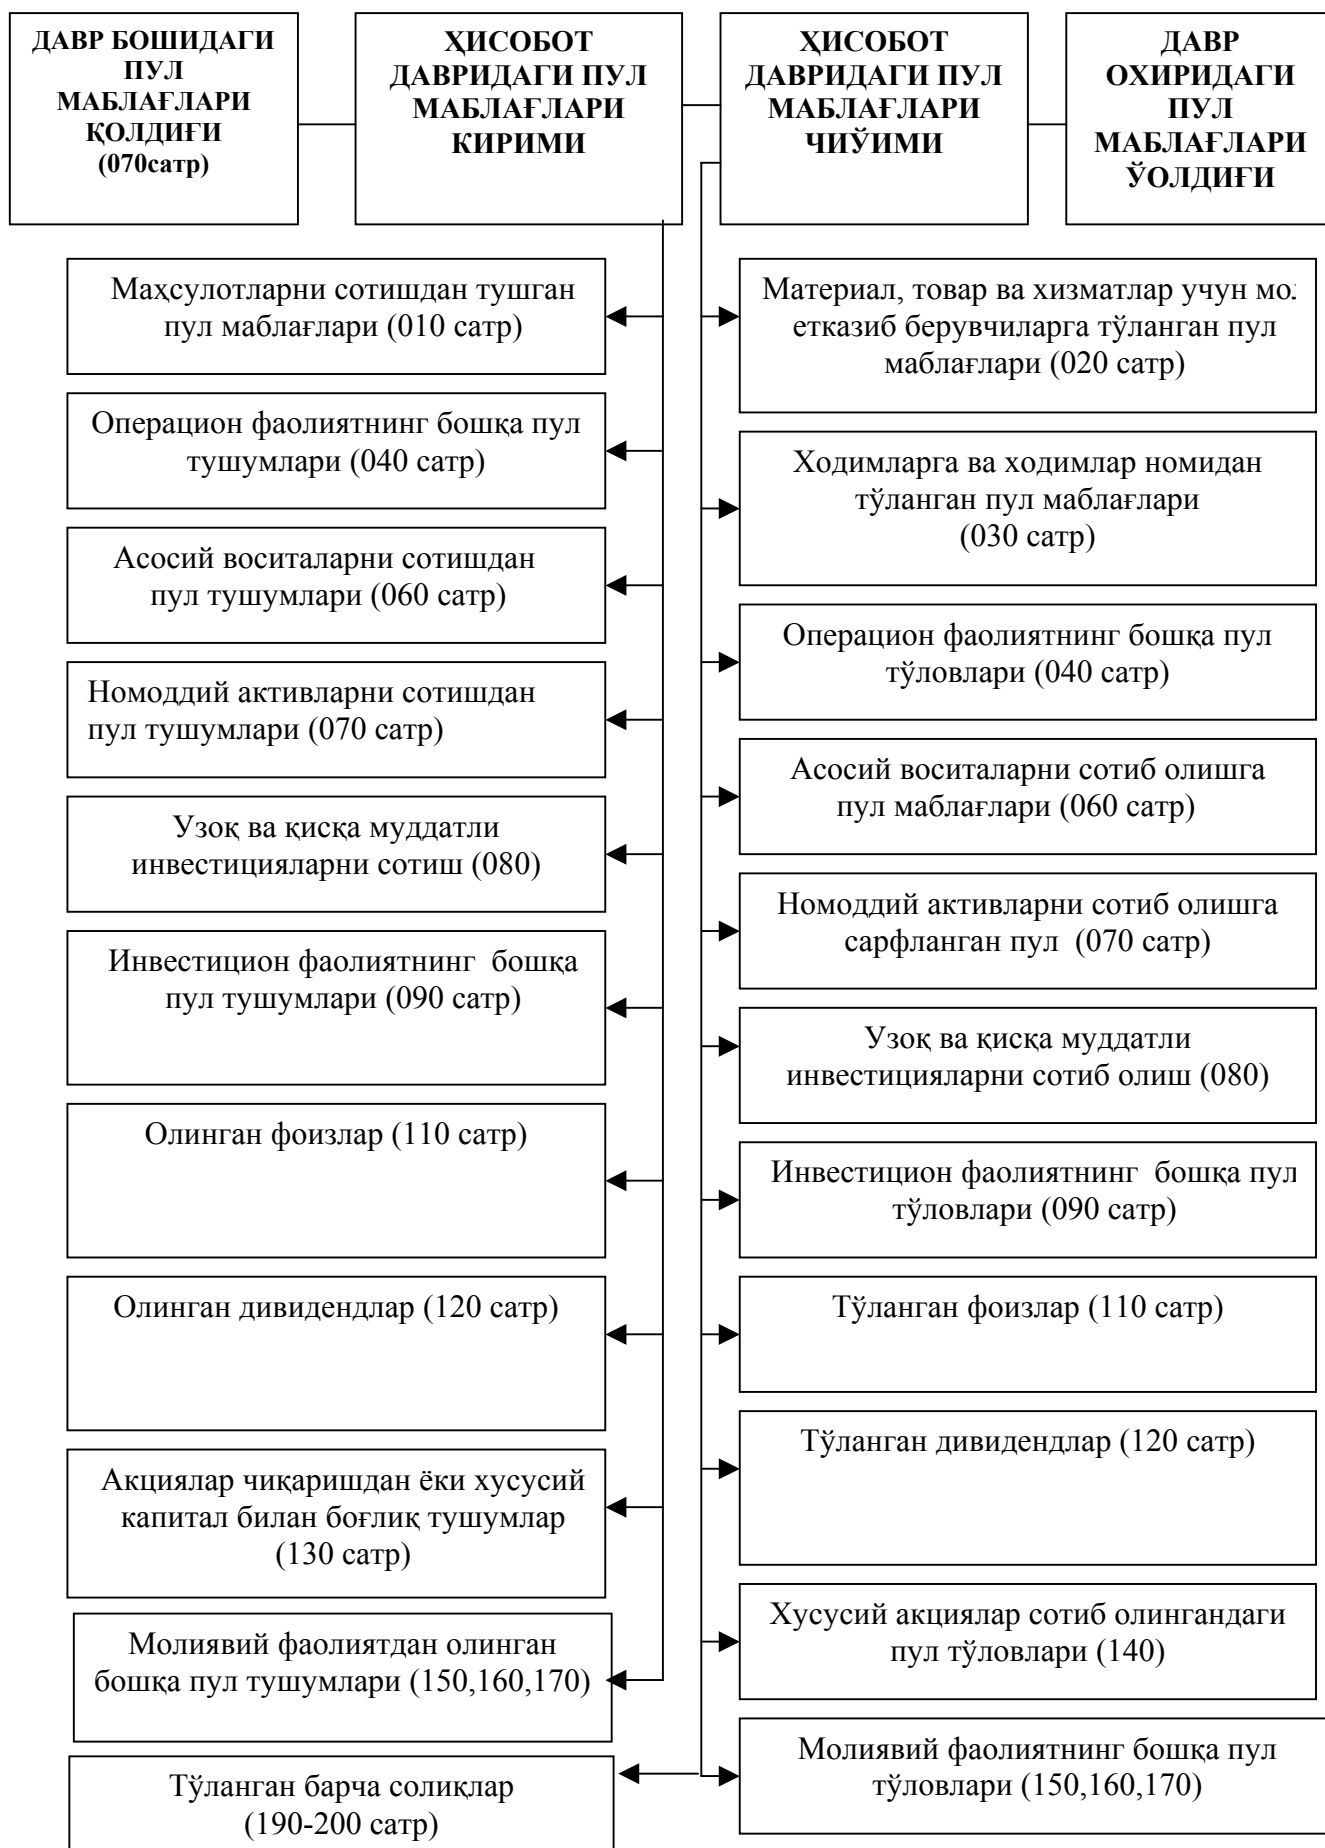 ДАВР БОШИДАГИ
ПУЛ
МАБЛАҒЛАРИ
ҚОЛДИҒИ
(070сатр)
ҲИСОБОТ
ДАВРИДАГИ ПУЛ
МАБЛАҒЛАРИ
КИРИМИ
ҲИСОБОТ
ДАВРИДАГИ ПУЛ
МАБЛАҒЛАРИ
ЧИЎИМИ
ДАВР
ОХИРИДАГИ
ПУЛ
МАБЛАҒЛАРИ
ЎОЛДИҒИ
Маҳсулотларни сотишдан тушган
пул маблағлари (010 сатр)
Операцион фаолиятнинг бошқа пул
тушумлари (040 сатр)
Асосий воситаларни сотишдан
пул тушумлари (060 сатр)
Номоддий активларни сотишдан
пул тушумлари (070 сатр)
Узоқ ва қисқа муддатли
инвестицияларни сотиш (080)
Инвестицион фаолиятнинг бошқа
пул тушумлари (090 сатр)
Олинган фоизлар (110 сатр)
Олинган дивидендлар (120 сатр)
Акциялар чиқаришдан ёки хусусий
капитал билан боғлиқ тушумлар
(130 сатр)
Молиявий фаолиятдан олинган
бошқа пул тушумлари (150,160,170)
Тўланган барча солиқлар
(190-200 сатр)
Материал, товар ва хизматлар учун
етказиб берувчиларга тўланган пул
маблағлари (020 сатр)
Ходимларга ва ходимлар номидан
тўланган пул маблағлари
(030 сатр)
Операцион фаолиятнинг бошқа пул
тўловлари (040 сатр)
Асосий воситаларни сотиб олишга
пул маблағлари (060 сатр)
Номоддий активларни сотиб олишга
сарфланган пул (070 сатр)
Узоқ ва қисқа муддатли
инвестицияларни сотиб олиш (080)
Инвестицион фаолиятнинг бошқа пул
тўловлари (090 сатр)
Тўланган фоизлар (110 сатр)
Тўланган дивидендлар (120 сатр)
Хусусий акциялар сотиб олингандаги
пул тўловлари (140)
Молиявий фаолиятнинг бошқа пул
тўловлари (150,160,170)